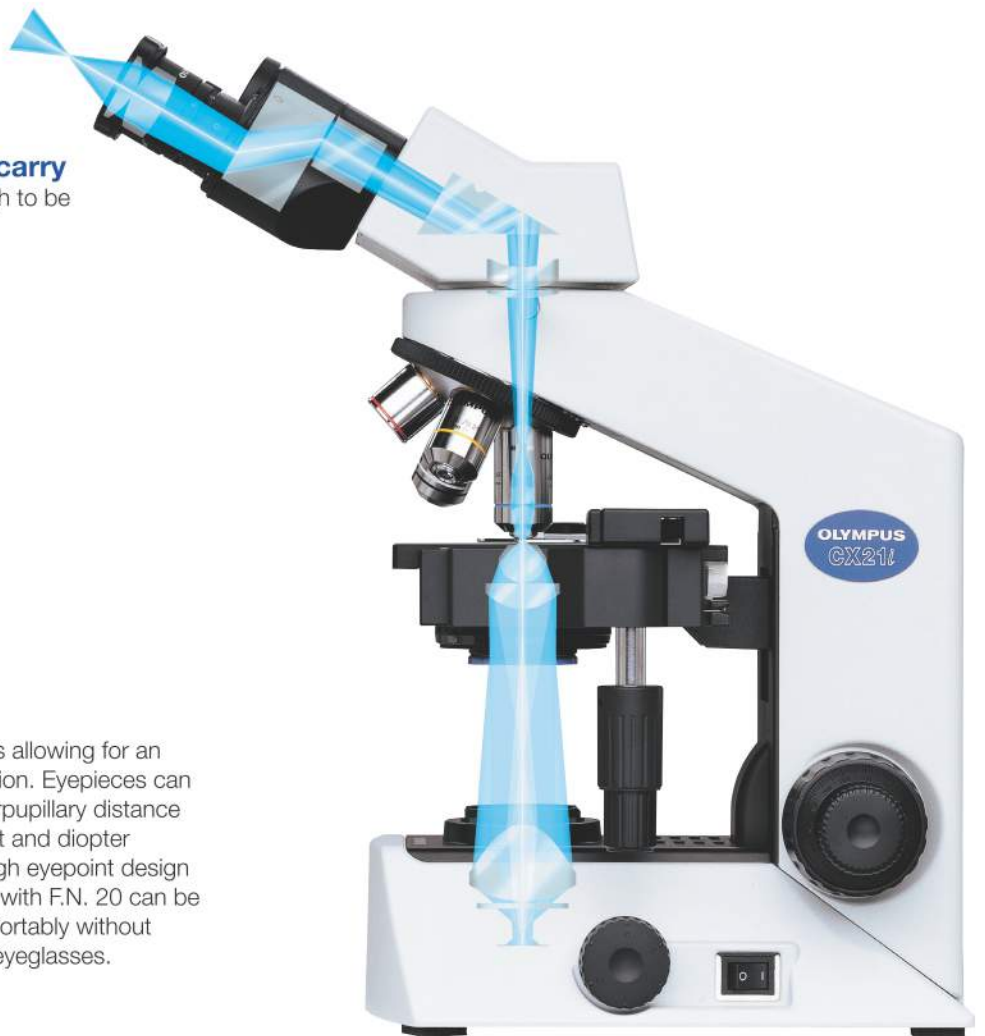 carry
h to be
OLYMPUS
CX21i
s allowing for an
ion. Eyepieces can
rpupillary distance
t and diopter
gh eyepoint design
with F.N. 20 can be
ortably without
eyeglasses.
O I